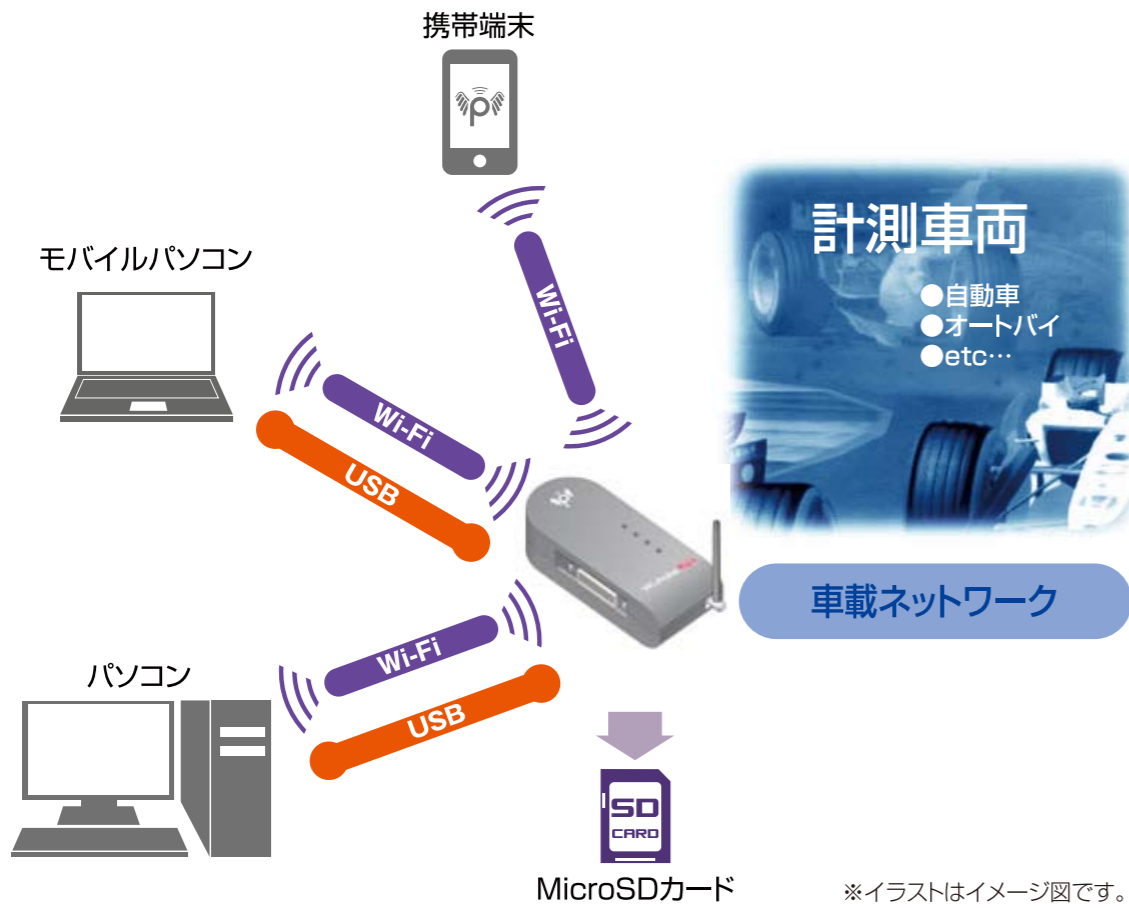 携帯端末
計測車両
●自動車
●オートバイ
●etc…
モバイルパソコン
Wi-Fi
Wi-Fi
USB
車載ネットワーク
パソコン
Wi-Fi
USB
SD
CARD
MicroSDカード
※イラストはイメージ図です。